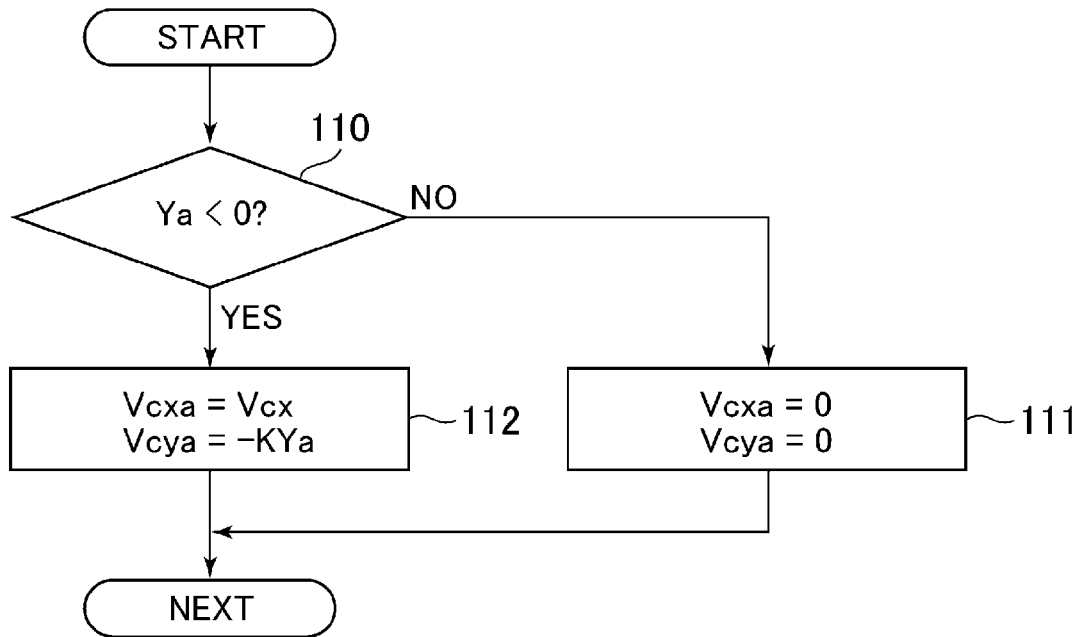 START
110
Ya < 0?
NO
YES
Vcxa = Vcx
Vcya = -KYa
112
Vcxa = 0
Vcya = 0
111
NEXT